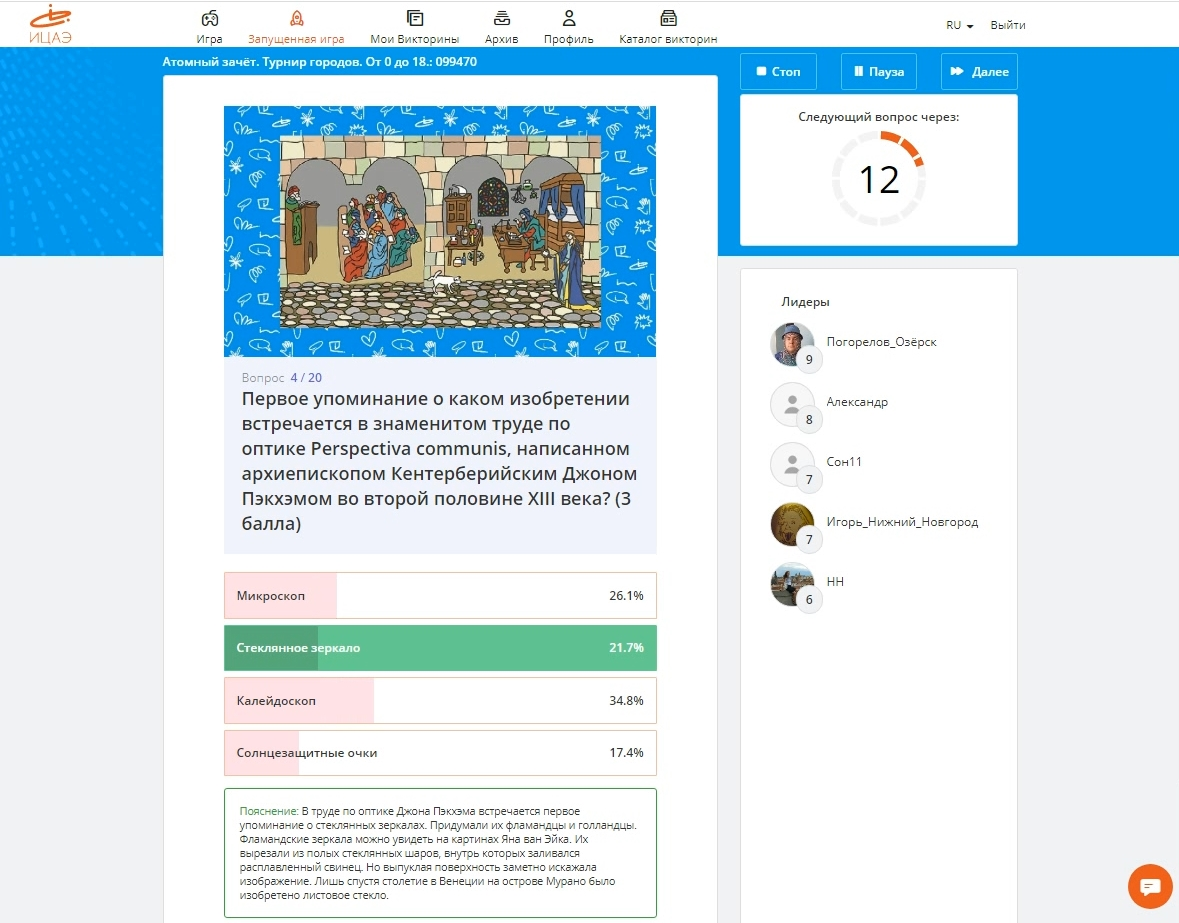 ИЦАЭ
Игра
Запущенная игра
Мои Викторины
Архив
Профиль
Каталог викторин
RU
Выйти
Атомный зачёт. Турнир городов. От 0 до 18.: 099470
Стоп
Пауза
Далее
Следующий вопрос через:
12
Вопрос 4 / 20
Первое упоминание о каком изобретении
встречается в знаменитом труде по
оптике Perspectiva communis, написанном
архиепископом Кентерберийским Джоном
Пэкхэмом во второй половине XIII века? (3
балла)
Микроскоп 26.1%
Стеклянное зеркало 21.7%
Калейдоскоп 34.8%
Солнцезащитные очки 17.4%
Пояснение: В труде по оптике Джона Пэкхэма встречается первое
упоминание о стеклянных зеркалах. Придумали их фламандцы и голландцы.
Фламандские зеркала можно увидеть на картинах Яна ван Эйка. Их
вырезали из полых стеклянных шаров, внутрь которых заливался
расплавленный свинец. Но выпуклая поверхность заметно искажала
изображение. Лишь спустя столетие в Венеции на острове Мурано было
изобретено листовое стекло.
Лидеры
Погорелов_Озёрск
9
Александр
8
Сон11
7
Игорь_Нижний_Новгород
7
НН
6